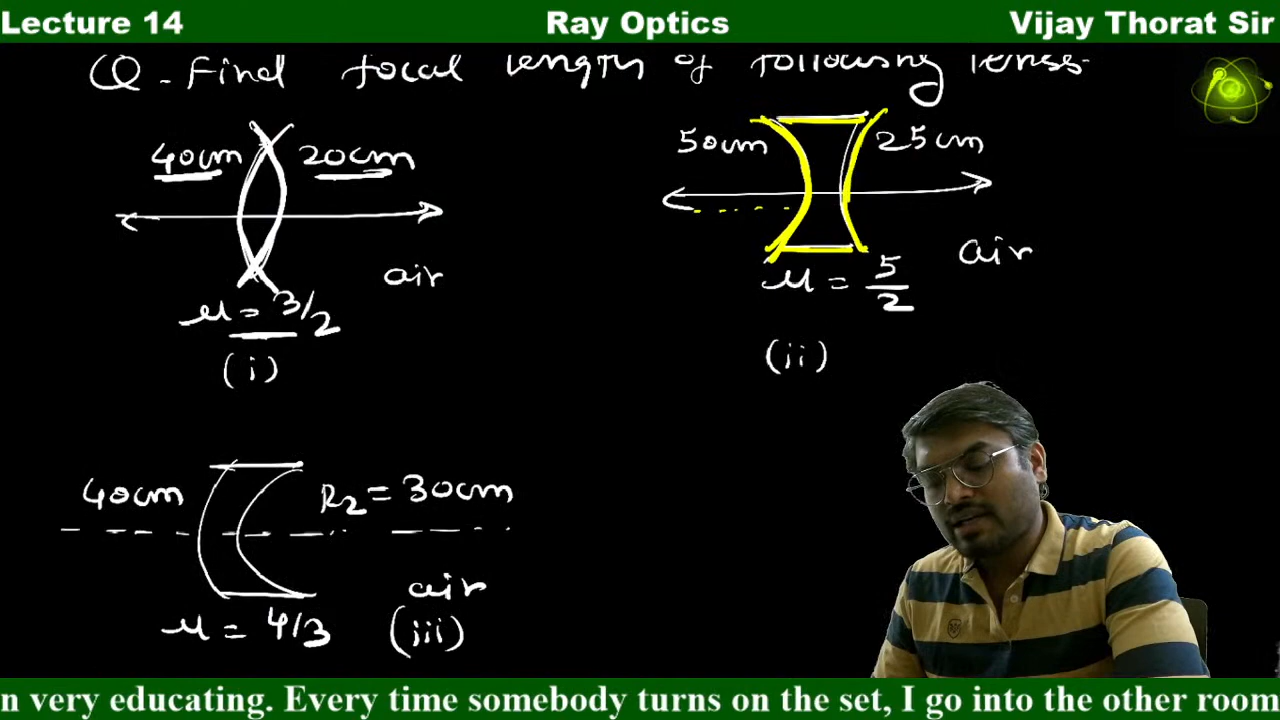 Lecture 14 Ray Optics Vijay Thorat Sir
Q - Find focal length of following lenses.
40cm 20cm
air
μ = 3/2
(i)
50cm 25cm
air
μ = 5/2
(ii)
40cm R2 = 30cm
air
μ = 4/3
(iii)
n very educating. Every time somebody turns on the set, I go into the other room